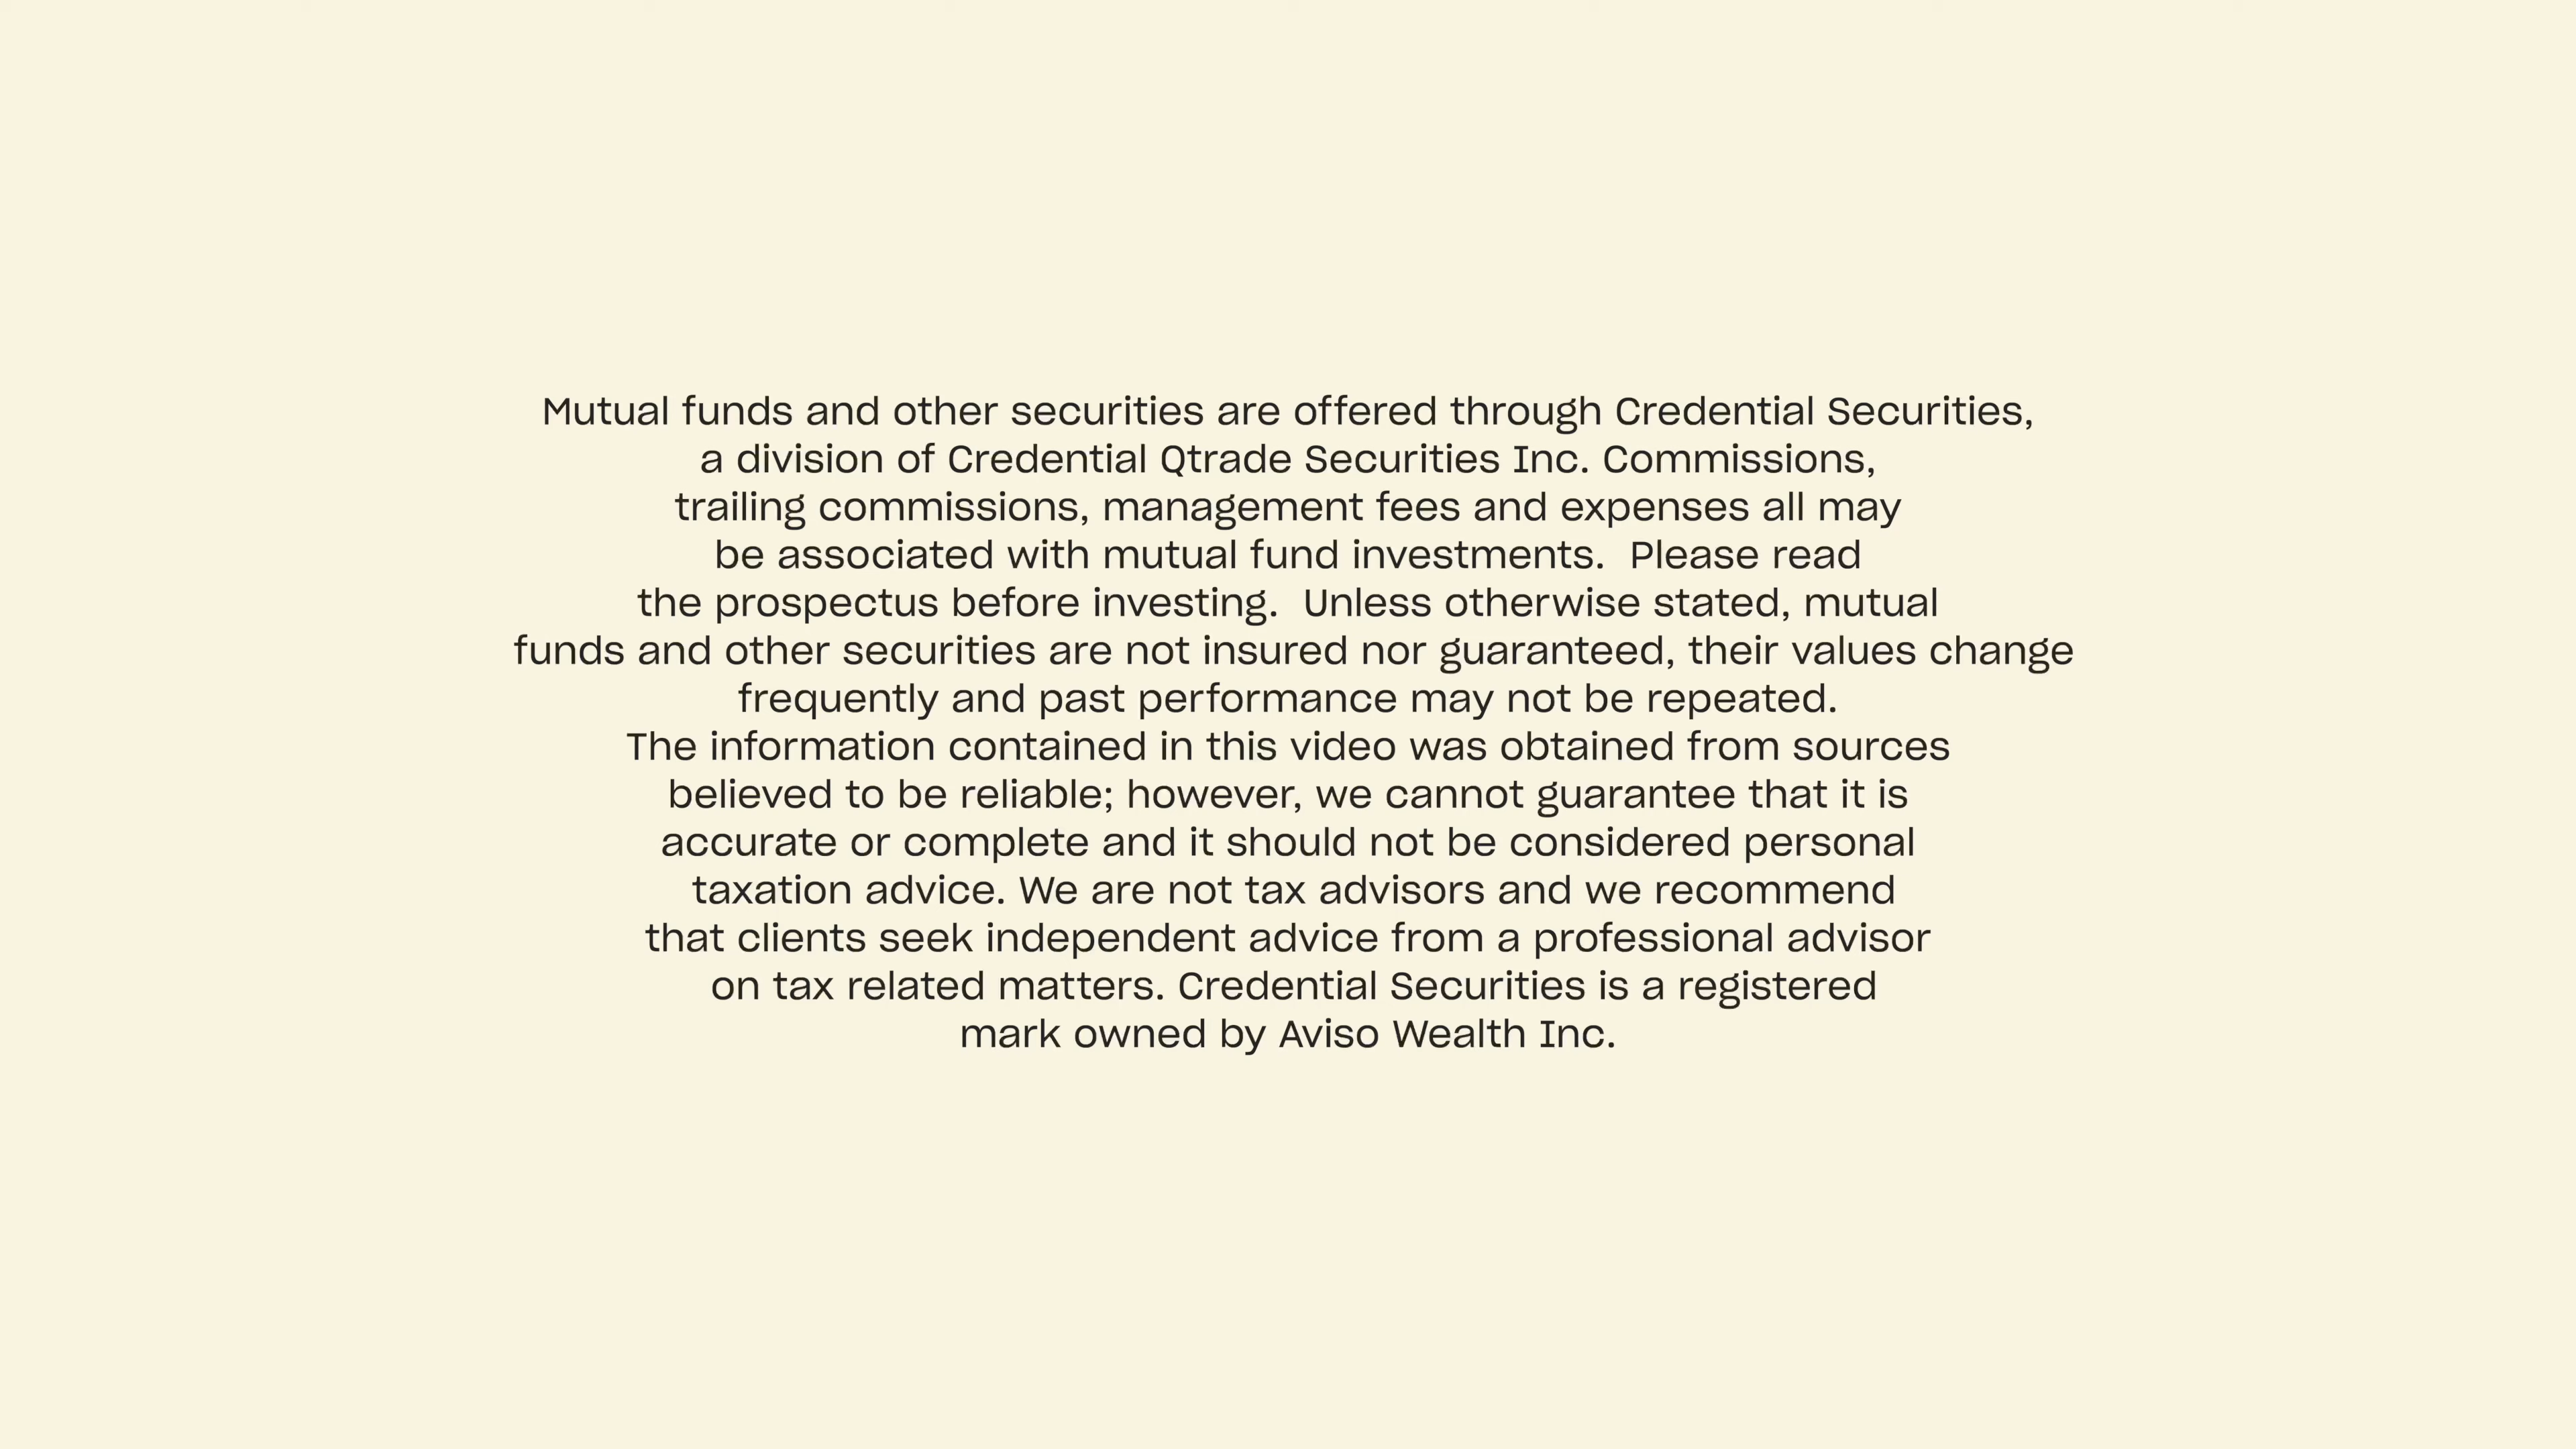 Mutual funds and other securities are offered through Credential Securities,
a division of Credential Qtrade Securities Inc. Commissions,
trailing commissions, management fees and expenses all may
be associated with mutual fund investments.  Please read
the prospectus before investing.  Unless otherwise stated, mutual
funds and other securities are not insured nor guaranteed, their values change
frequently and past performance may not be repeated.
The information contained in this video was obtained from sources
believed to be reliable; however, we cannot guarantee that it is
accurate or complete and it should not be considered personal
taxation advice. We are not tax advisors and we recommend
that clients seek independent advice from a professional advisor
on tax related matters. Credential Securities is a registered
mark owned by Aviso Wealth Inc.